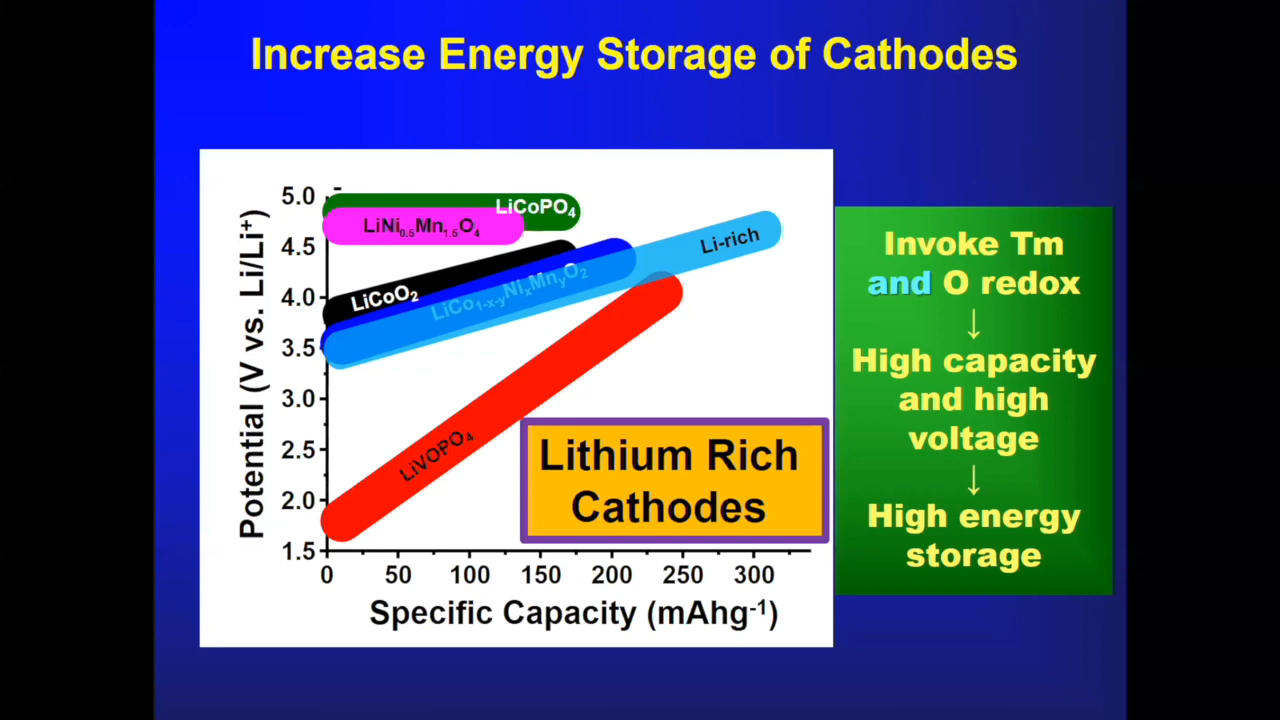 Increase Energy Storage of Cathodes
Potential (V vs. Li/Li⁺)
5.0
4.5
4.0
3.5
3.0
2.5
2.0
1.5
LiCoPO₄
LiNi₀.₅Mn₁.₅O₄
Li-rich
LiCoO₂
LiCo₁₋ₓ₋ᵧNiₓMnᵧO₂
LiVOPO₄
Lithium Rich
Cathodes
0 50 100 150 200 250 300
Specific Capacity (mAhg⁻¹)
Invoke Tm
and O redox
↓
High capacity
and high
voltage
↓
High energy
storage